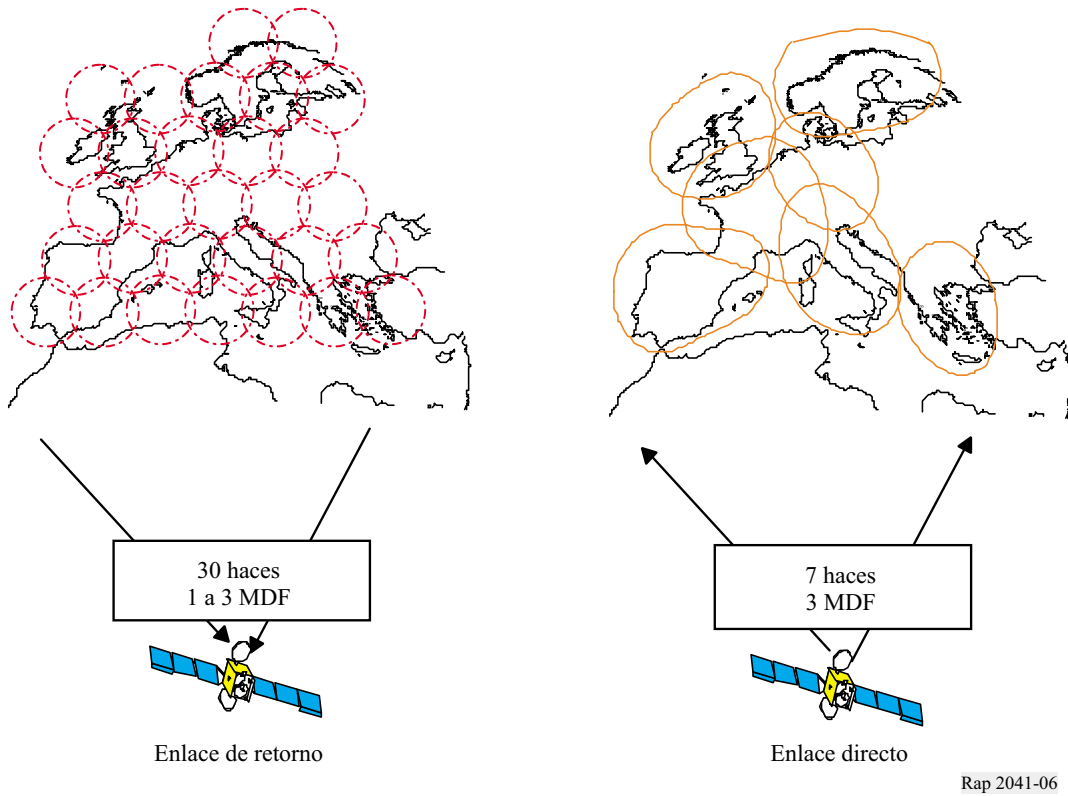 30 haces
1 a 3 MDF
7 haces
3 MDF
Enlace de retorno
Enlace directo
Rap 2041-06